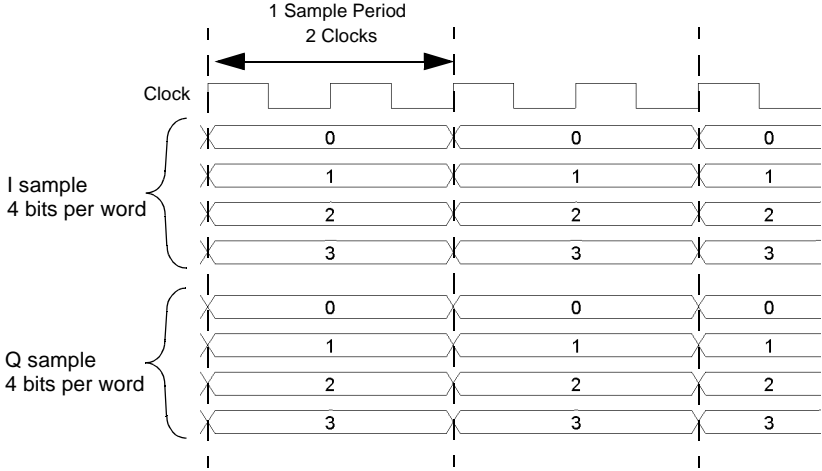 1 Sample Period
2 Clocks
Clock
I sample
4 bits per word
0 0 0
1 1 1
2 2 2
3 3 3
Q sample
4 bits per word
0 0 0
1 1 1
2 2 2
3 3 3